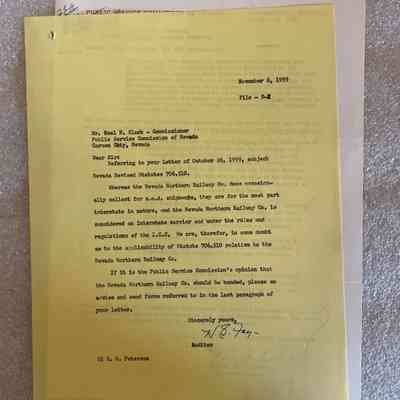 November 6, 1959
File - S-2
Mr. Noel H. Clark - Commissioner
Public Service Commission of Nevada
Carson City, Nevada
Dear Sir:
Referring to your letter of October 26, 1959, subject
Nevada Revised Statutes 706.510.
Whereas the Nevada Northern Railway Co. does occasion-
ally collect for c.o.d. shipments, they are for the most part
interstate in nature, and the Nevada Northern Railway Co. is
considered an interstate carrier and under the rules and
regulations of the I.C.C. We are, therefor, in some doubt
as to the applicability of Statute 706.510 relative to the
Nevada Northern Railway Co.
If it is the Public Service Commission's opinion that
the Nevada Northern Railway Co. should be bonded, please so
advise and send forms referred to in the last paragraph of
your letter.
Sincerely yours,
Auditor
Peterson